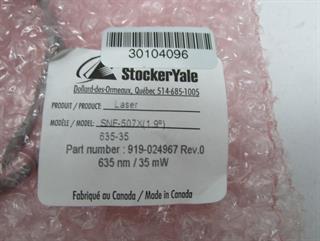 30104096
StockerYale
Dollard-des-Ormeaux, Québec 514-685-1005
PRODUIT / PRODUCT: Laser
MODÈLE / MODEL: SNF-507X(1.9°)
635-35
Part number : 919-024967 Rev.0
635 nm / 35 mW
Fabriqué au Canada / Made in Canada